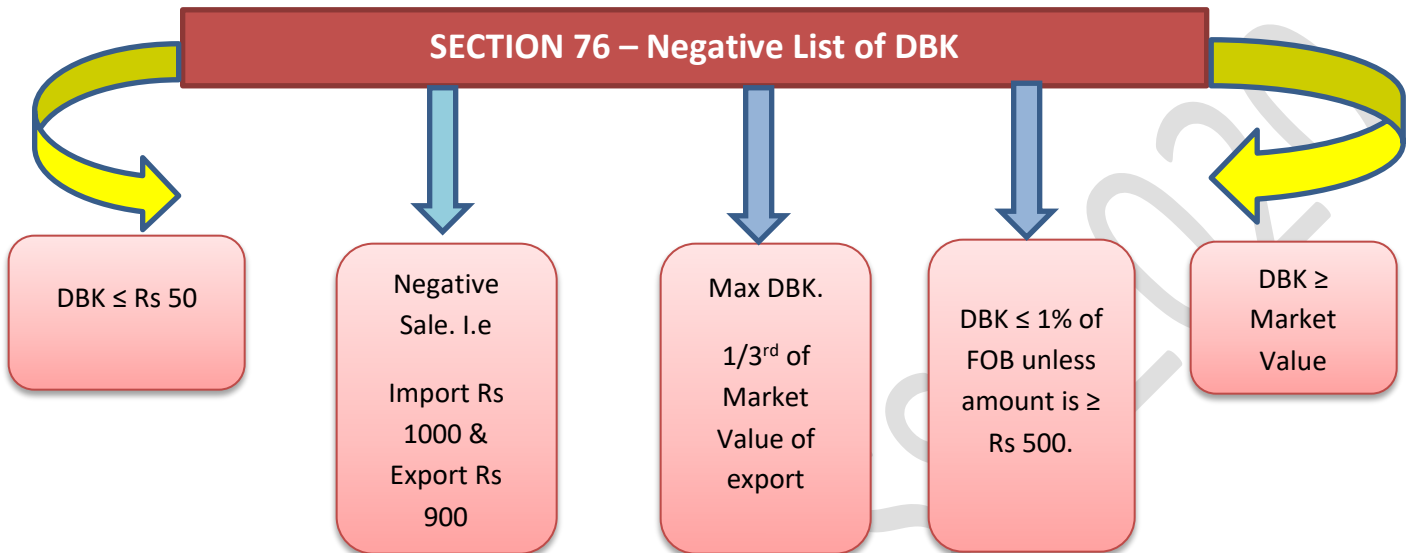 SECTION 76 – Negative List of DBK
DBK ≤ Rs 50
Negative
Sale. I.e
Import Rs
1000 &
Export Rs
900
Max DBK.
1/3rd of
Market
Value of
export
DBK ≤ 1% of
FOB unless
amount is ≥
Rs 500.
DBK ≥
Market
Value